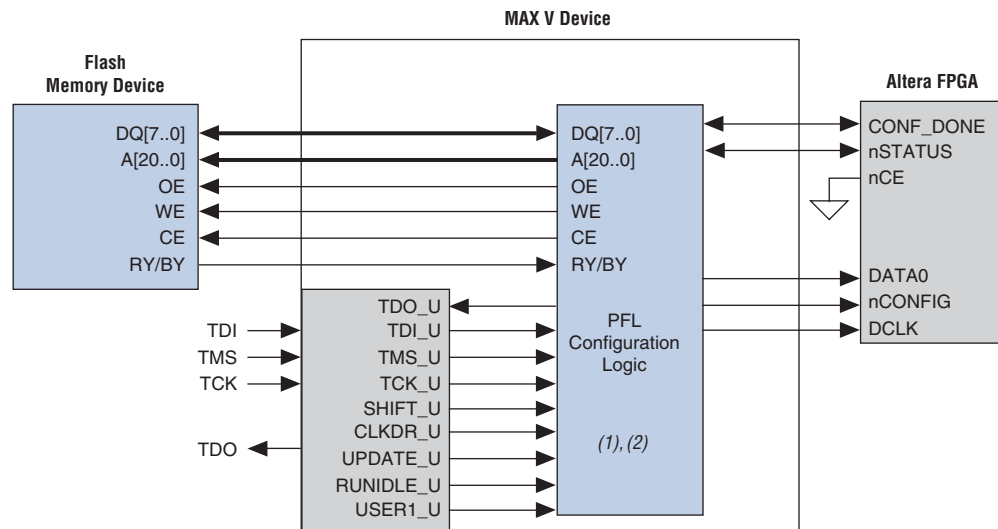 MAX V Device
Flash
Memory Device
DQ[7..0]
A[20..0]
OE
WE
CE
RY/BY
DQ[7..0]
A[20..0]
OE
WE
CE
RY/BY
PFL
Configuration
Logic
(1), (2)
Altera FPGA
CONF_DONE
nSTATUS
nCE
DATA0
nCONFIG
DCLK
TDI
TMS
TCK
TDO
TDO_U
TDI_U
TMS_U
TCK_U
SHIFT_U
CLKDR_U
UPDATE_U
RUNIDLE_U
USER1_U